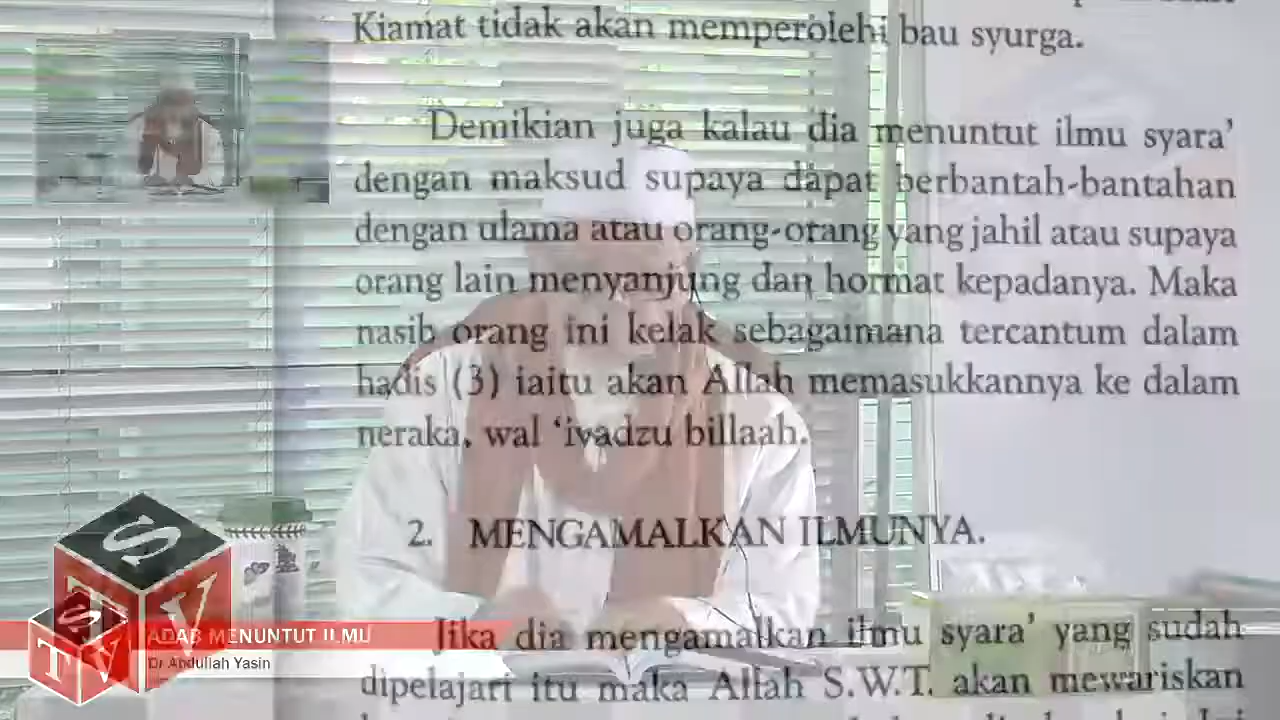 Kiamat tidak akan memperolehi bau syurga.
Demikian juga kalau dia menuntut ilmu syara’
dengan maksud supaya dapat berbantah-bantahan
dengan ulama atau orang-orang yang jahil atau supaya
orang lain menyanjung dan hormat kepadanya. Maka
nasib orang ini kelak sebagaimana tercantum dalam
hadis (3) iaitu akan Allah memasukkannya ke dalam
neraka, wal ‘iyadzu billaah.
2. MENGAMALKAN ILMUNYA.
Jika dia mengamalkan ilmu syara’ yang sudah
dipelajari itu maka Allah S.W.T. akan mewariskan
S
T V
S
T V
ADAB MENUNTUT ILMU
Dr Abdullah Yasin